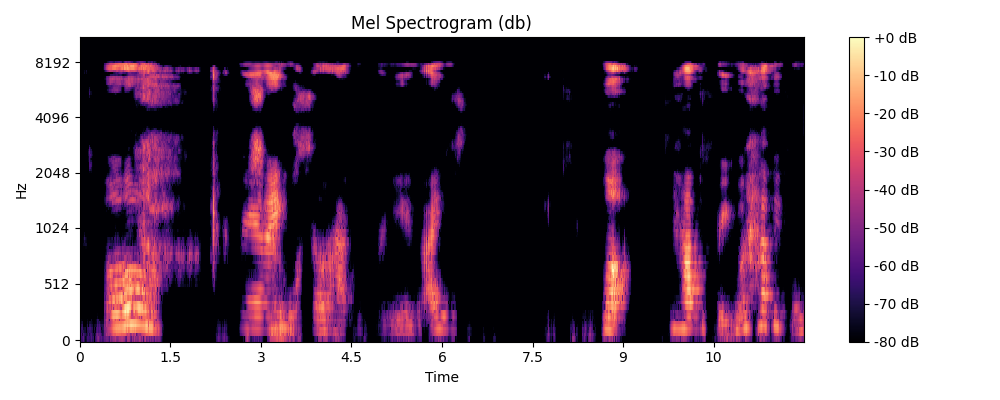 Mel Spectrogram (db)
Hz
8192
4096
2048
1024
512
0
0 1.5 3 4.5 6 7.5 9 10
Time
+0 dB
-10 dB
-20 dB
-30 dB
-40 dB
-50 dB
-60 dB
-70 dB
-80 dB